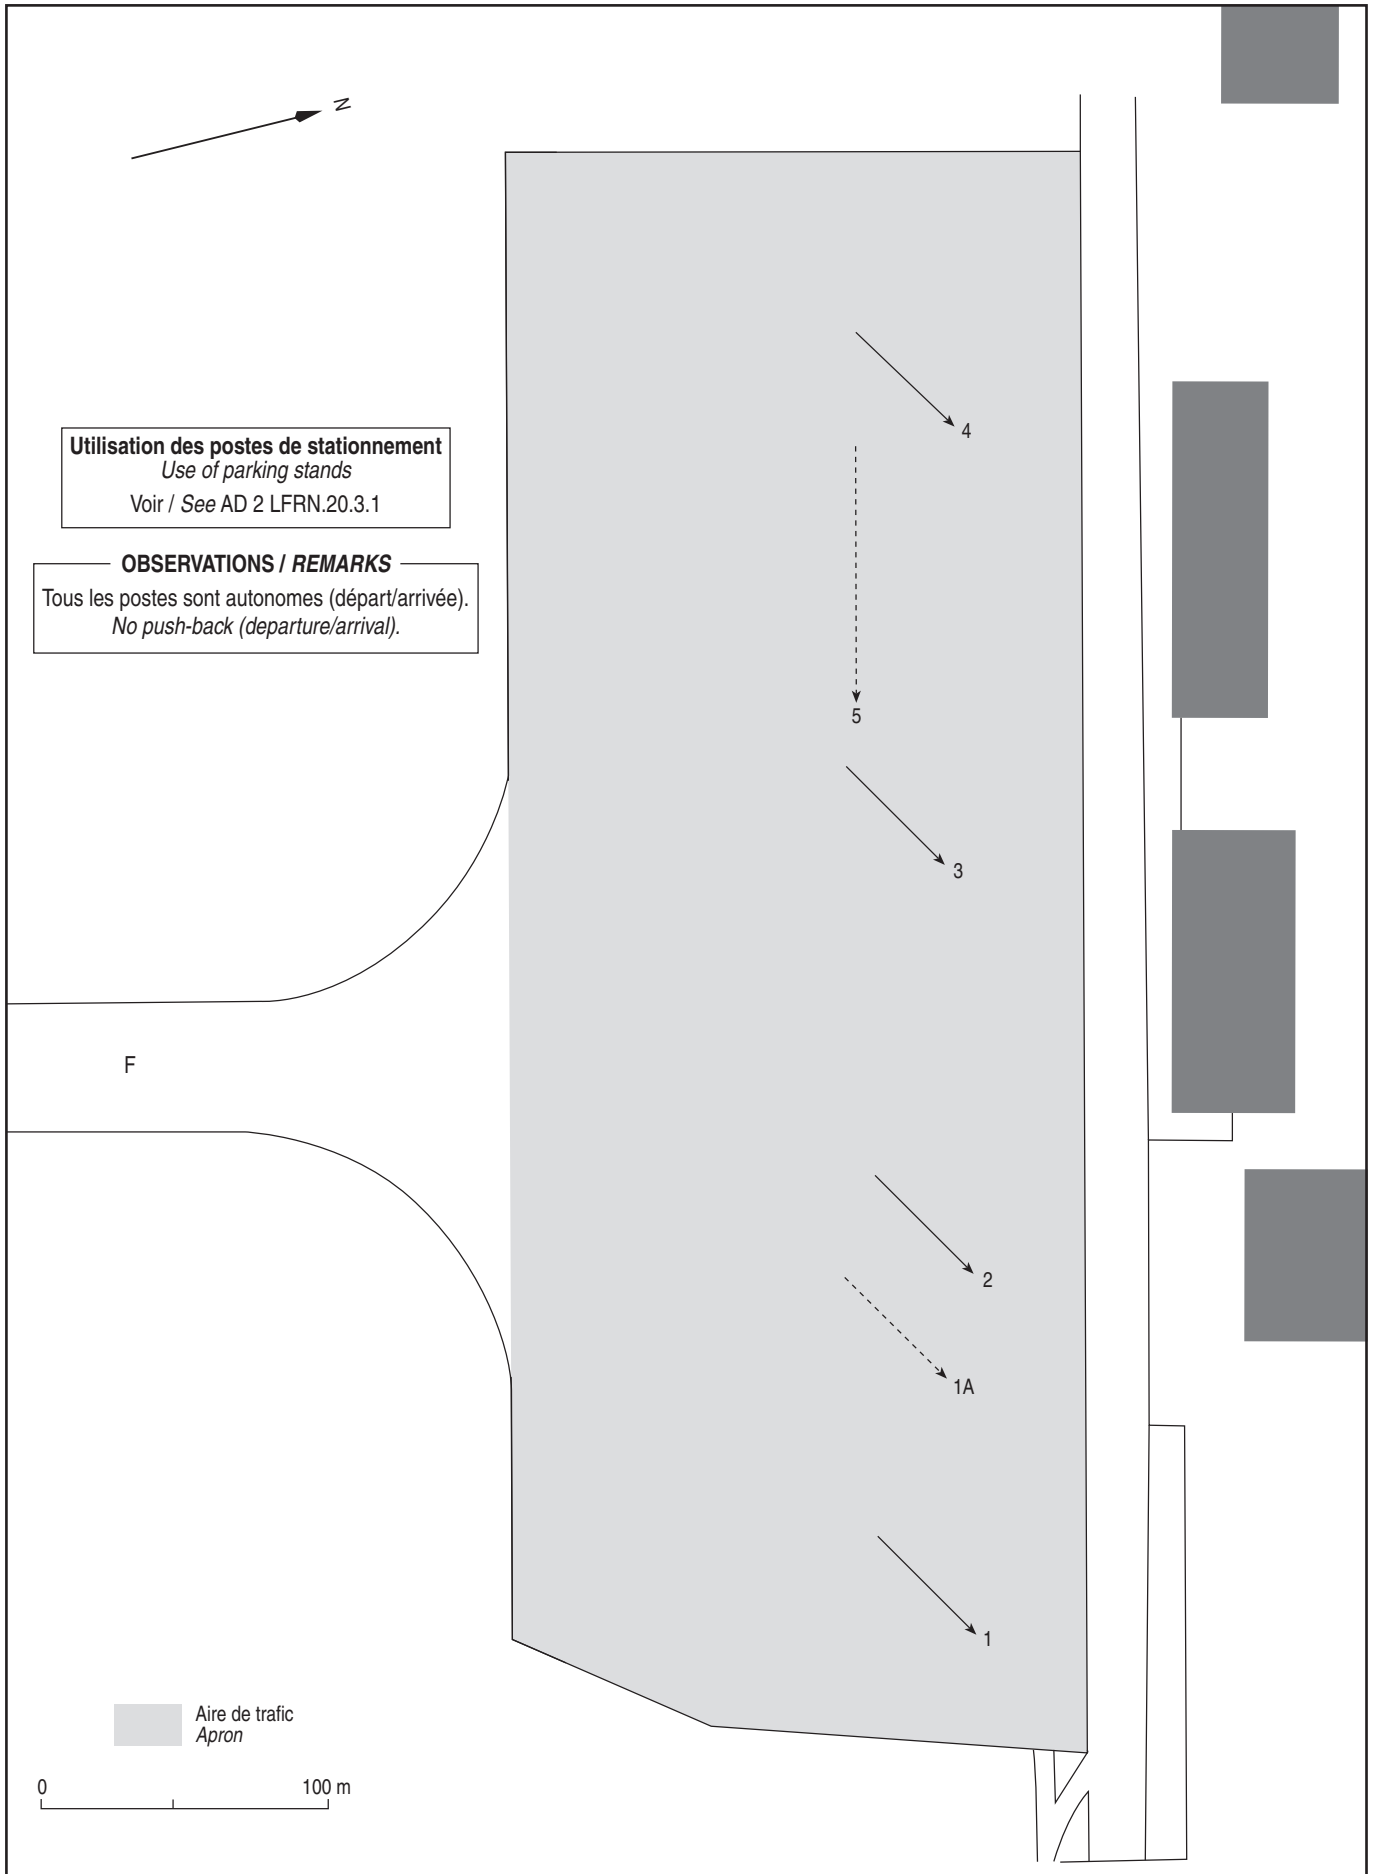 N
4
Utilisation des postes de stationnement
Use of parking stands
Voir / See AD 2 LFRN.20.3.1
OBSERVATIONS / REMARKS
Tous les postes sont autonomes (départ/arrivée).
No push-back (departure/arrival).
5
3
F
2
1A
1
Aire de trafic
Apron
0 100 m